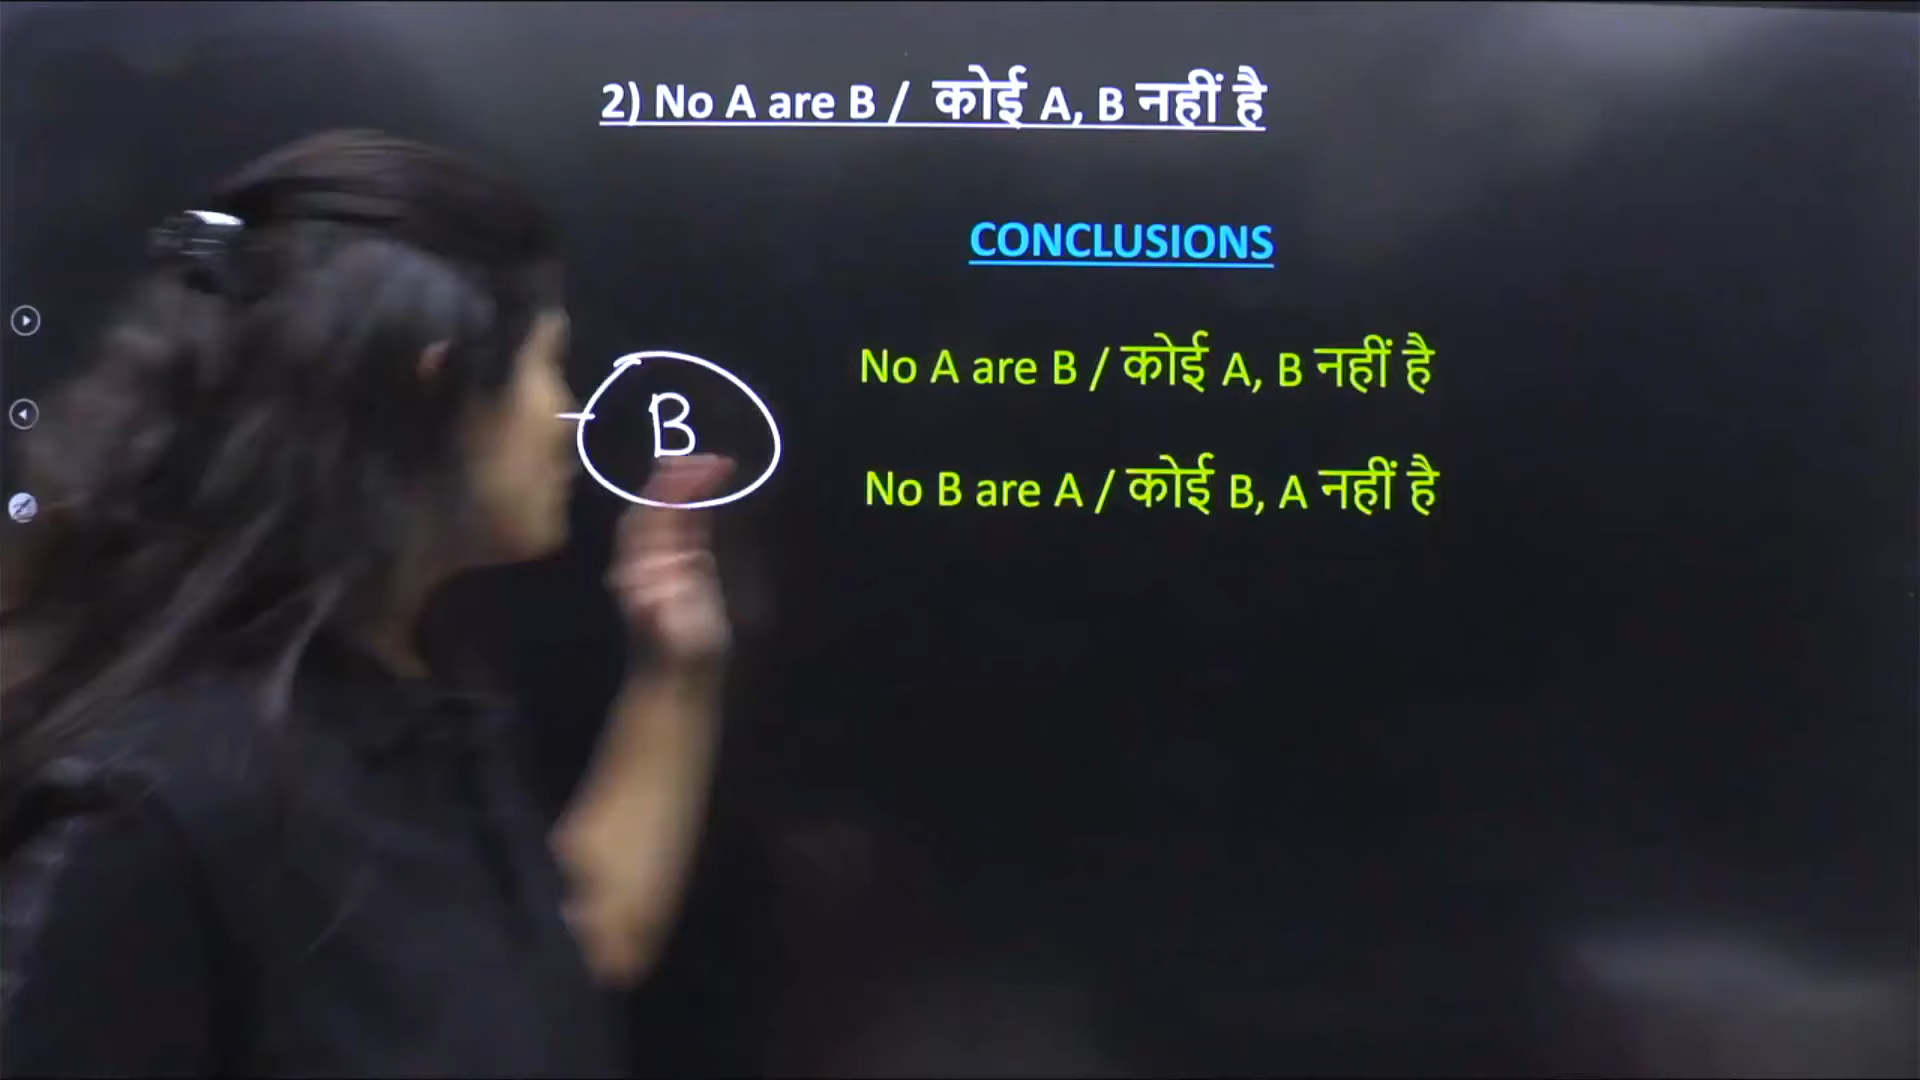 2) No A are B / कोई A, B नहीं है
CONCLUSIONS
No A are B / कोई A, B नहीं है
B
No B are A / कोई B, A नहीं है